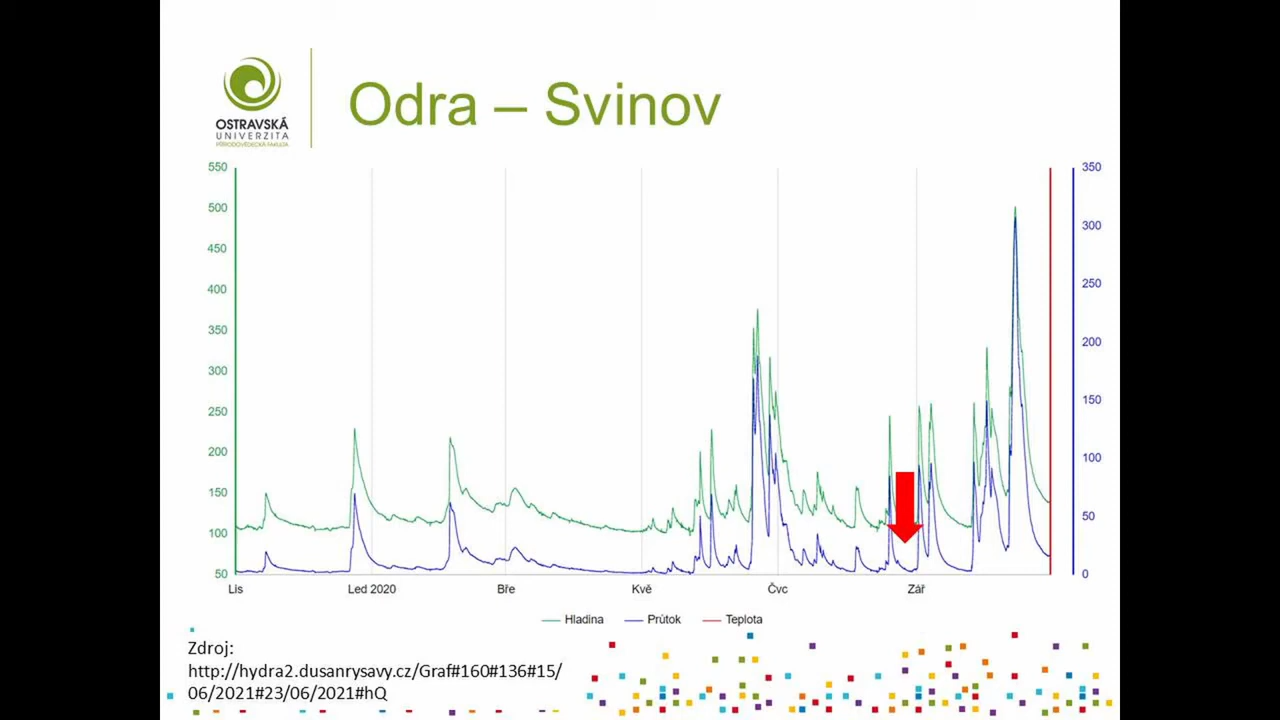 OSTRAVSKÁ
UNIVERZITA
PŘÍRODOVĚDECKÁ FAKULTA
Odra – Svinov
550
500
450
400
350
300
250
200
150
100
50
350
300
250
200
150
100
50
0
Lis
Led 2020
Bře
Kvě
Čvc
Zář
Hladina
Průtok
Teplota
Zdroj:
http://hydra2.dusanrysavy.cz/Graf#160#136#15/
06/2021#23/06/2021#hQ